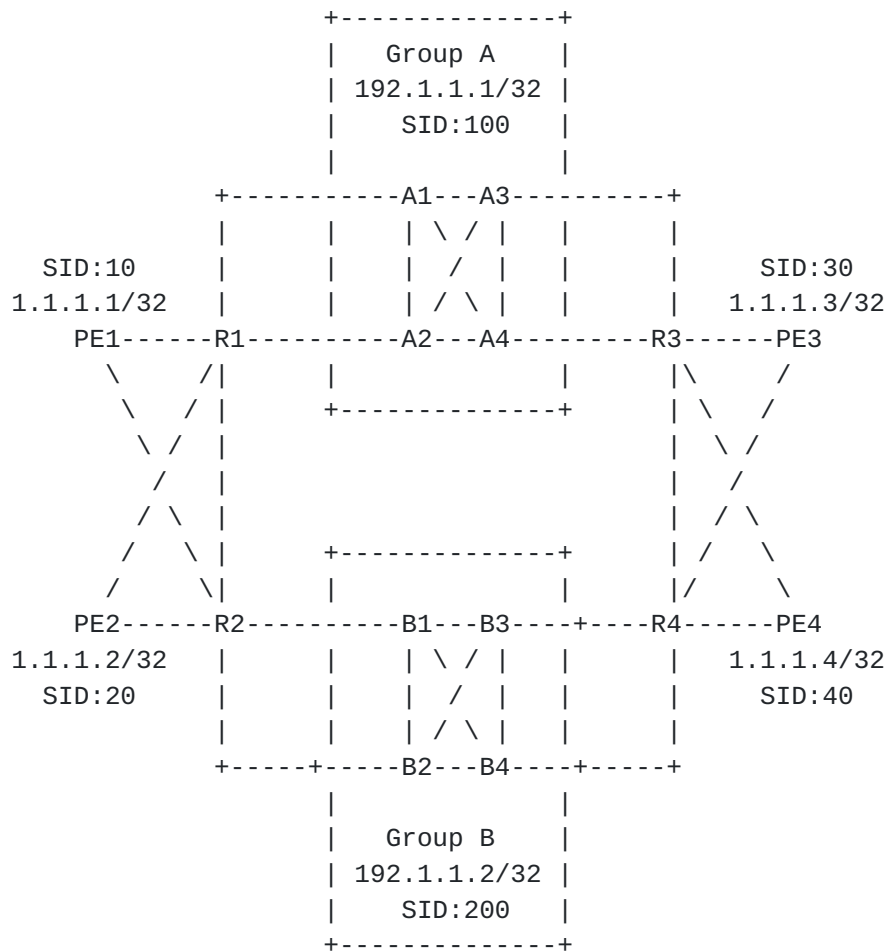 Group A
192.1.1.1/32
SID:100
A1 A3
SID:10 SID:30
1.1.1.1/32 1.1.1.3/32
PE1 R1 A2 A4 R3 PE3
PE2 R2 B1 B3 R4 PE4
1.1.1.2/32 1.1.1.4/32
SID:20 SID:40
B2 B4
Group B
192.1.1.2/32
SID:200